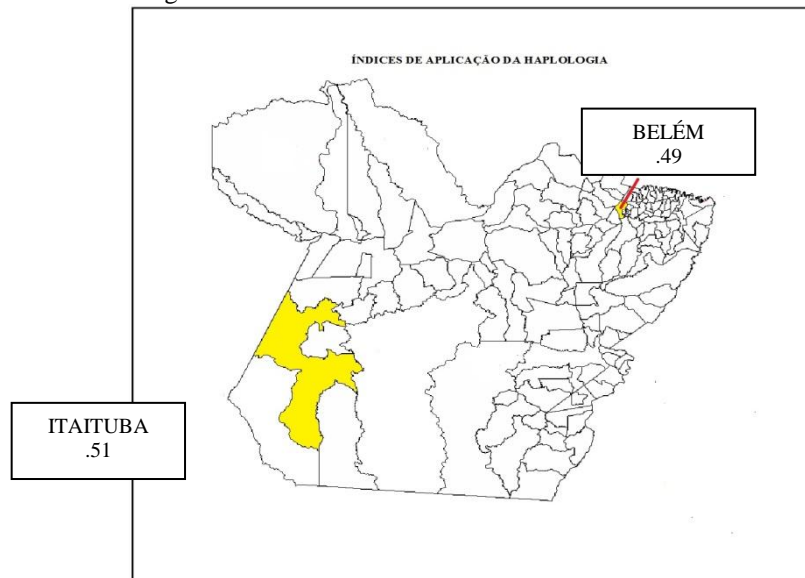 ÍNDICES DE APLICAÇÃO DA HAPLOLOGIA
BELÉM
.49
ITAITUBA
.51